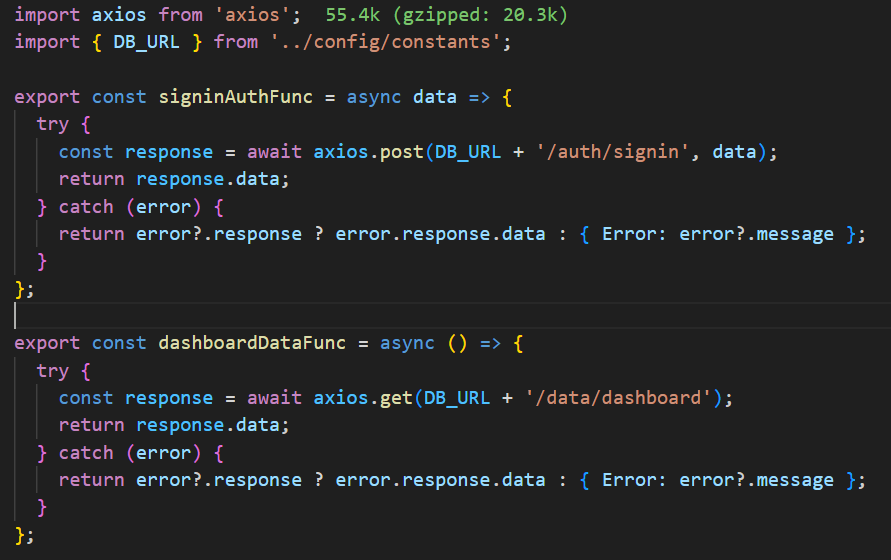 import axios from 'axios';  55.4k (gzipped: 20.3k)
import { DB_URL } from '../config/constants';

export const signinAuthFunc = async data => {
  try {
    const response = await axios.post(DB_URL + '/auth/signin', data);
    return response.data;
  } catch (error) {
    return error?.response ? error.response.data : { Error: error?.message };
  }
};

export const dashboardDataFunc = async () => {
  try {
    const response = await axios.get(DB_URL + '/data/dashboard');
    return response.data;
  } catch (error) {
    return error?.response ? error.response.data : { Error: error?.message };
  }
};